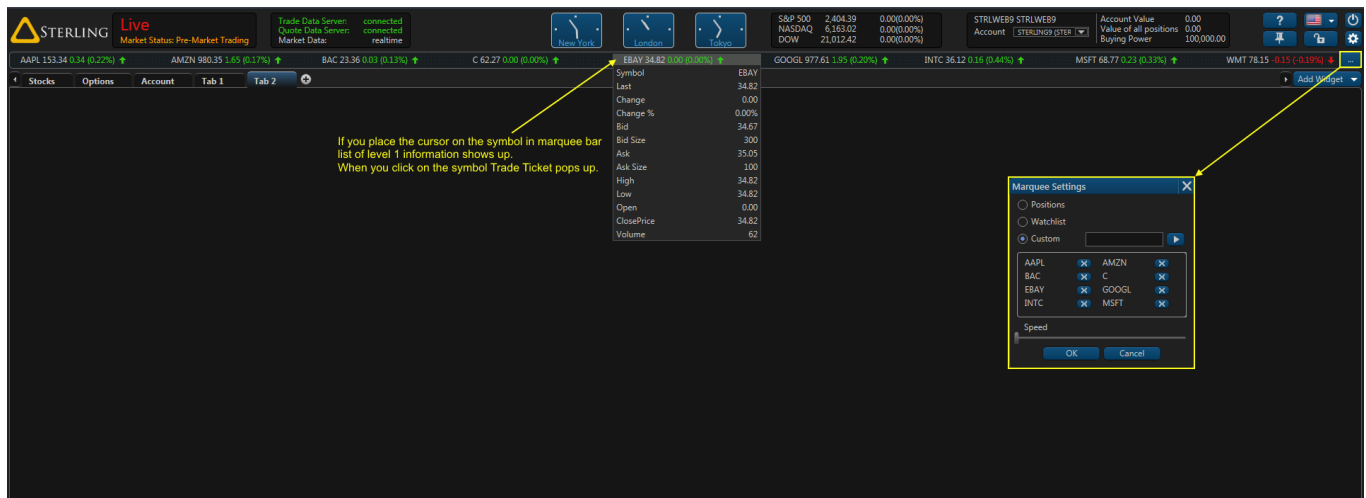 STERLING
Live
Market Status: Pre-Market Trading
Trade Data Server: connected
Quote Data Server: connected
Market Data: realtime
New York
London
Tokyo
S&P 500 2,404.39 0.00(0.00%)
NASDAQ 6,163.02 0.00(0.00%)
DOW 21,012.42 0.00(0.00%)
STRLWEB9 STRLWEB9
Account STERLING9 (STER
Account Value 0.00
Value of all positions 0.00
Buying Power 100,000.00
?
AAPL 153.34 0.34 (0.22%) AMZN 980.35 1.65 (0.17%) BAC 23.36 0.03 (0.13%) C 62.27 0.00 (0.00%) EBAY 34.82 0.00 (0.00%) GOOGL 977.61 1.95 (0.20%) INTC 36.12 0.16 (0.44%) MSFT 68.77 0.23 (0.33%) WMT 78.15 -0.15 (-0.19%) ...
Stocks Options Account Tab 1 Tab 2 Add Widget
Symbol EBAY
Last 34.82
Change 0.00
Change % 0.00%
Bid 34.67
Bid Size 300
Ask 35.05
Ask Size 100
High 34.82
Low 34.82
Open 0.00
ClosePrice 34.82
Volume 62
If you place the cursor on the symbol in marquee bar
list of level 1 information shows up.
When you click on the symbol Trade Ticket pops up.
Marquee Settings
Positions
Watchlist
Custom
AAPL AMZN
BAC C
EBAY GOOGL
INTC MSFT
Speed
OK Cancel